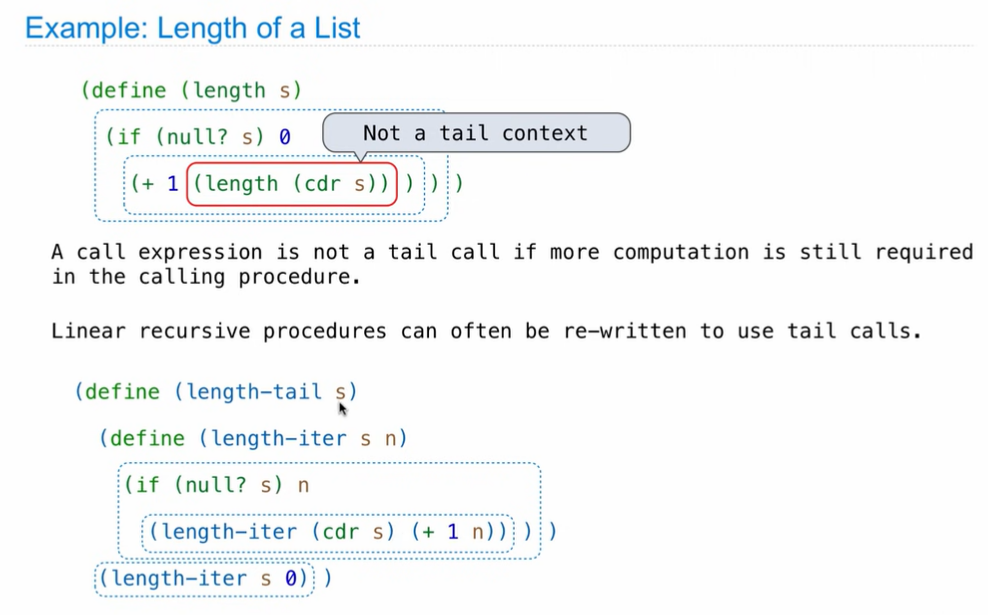 Example: Length of a List
(define (length s)
(if (null? s) 0
Not a tail context
(+ 1 (length (cdr s)) ) ) )
A call expression is not a tail call if more computation is still required
in the calling procedure.
Linear recursive procedures can often be re-written to use tail calls.
(define (length-tail s)
(define (length-iter s n)
(if (null? s) n
(length-iter (cdr s) (+ 1 n)) ) )
(length-iter s 0) )